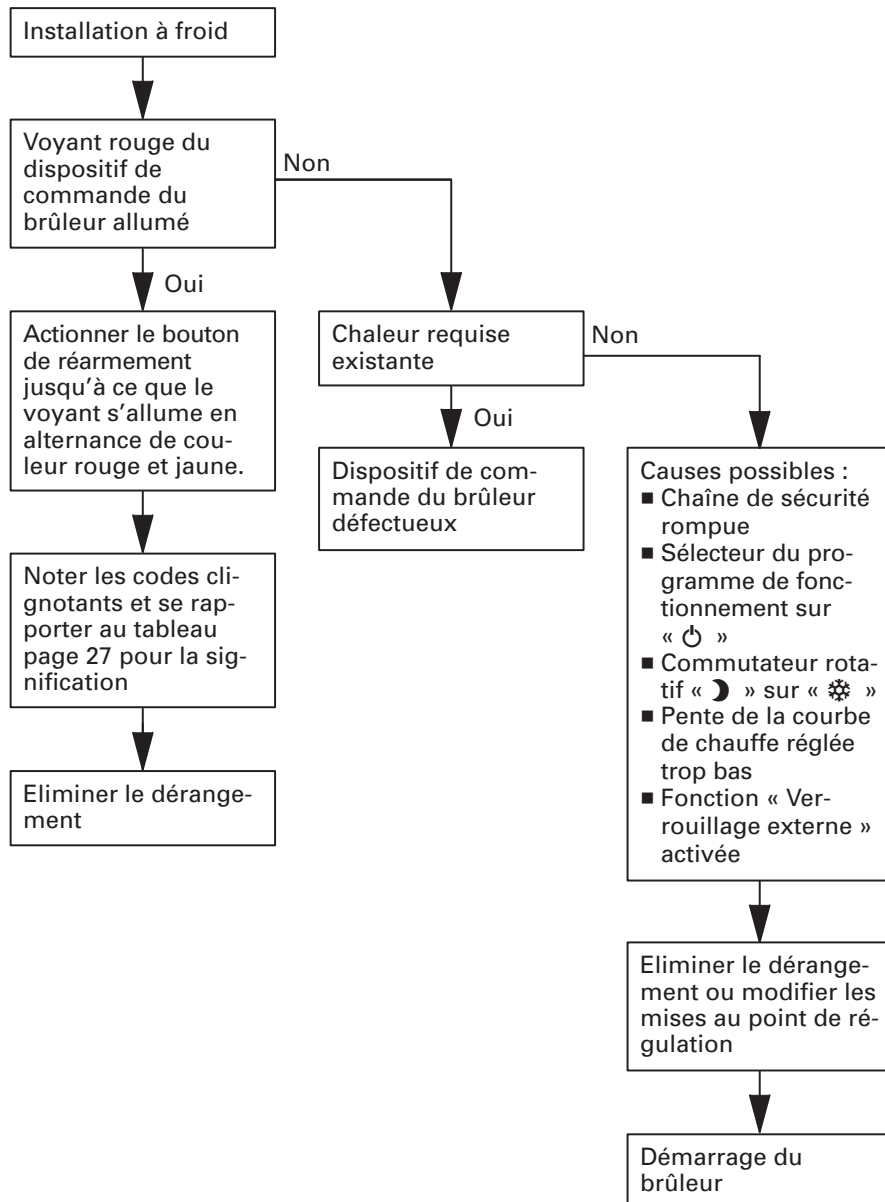 Installation à froid
Voyant rouge du
dispositif de
commande du
brûleur allumé
Non
Oui
Actionner le bouton
de réarmement
jusqu'à ce que le
voyant s'allume en
alternance de cou-
leur rouge et jaune.
Noter les codes cli-
gnotants et se rap-
porter au tableau
page 27 pour la sig-
nification
Eliminer le dérange-
ment
Chaleur requise
existante
Non
Oui
Dispositif de com-
mande du brûleur
défectueux
Causes possibles :
■ Chaîne de sécurité
rompue
■ Sélecteur du pro-
gramme de fonc-
tionnement sur
« ⏻ »
■ Commutateur rota-
tif « ☽ » sur « ❄ »
■ Pente de la courbe
de chauffe réglée
trop bas
■ Fonction « Ver-
rouillage externe »
activée
Eliminer le dérange-
ment ou modifier les
mises au point de ré-
gulation
Démarrage du
brûleur